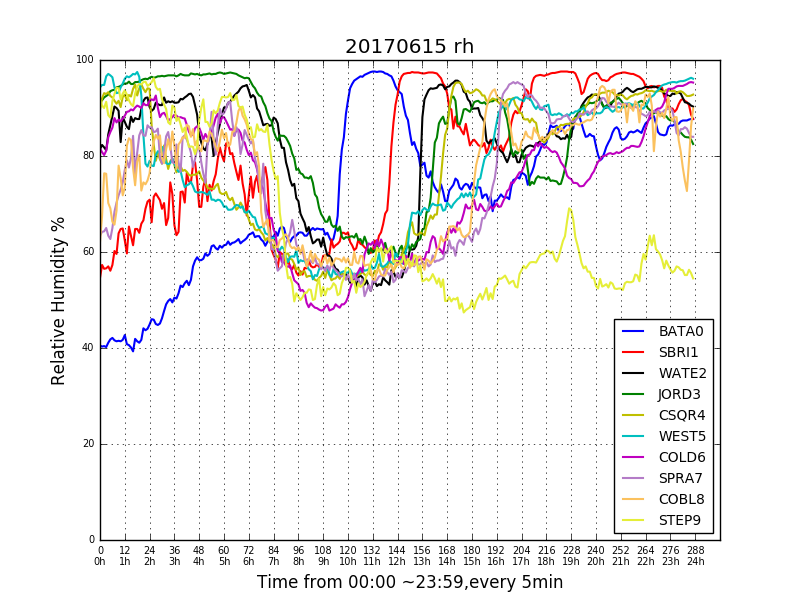 20170615 rh
Relative Humidity %
100
80
60
40
20
0
0 12 24 36 48 60 72 84 96 108 120 132 144 156 168 180 192 204 216 228 240 252 264 276 288
0h 1h 2h 3h 4h 5h 6h 7h 8h 9h 10h 11h 12h 13h 14h 15h 16h 17h 18h 19h 20h 21h 22h 23h 24h
Time from 00:00 ~23:59,every 5min
BATA0
SBRI1
WATE2
JORD3
CSQR4
WEST5
COLD6
SPRA7
COBL8
STEP9